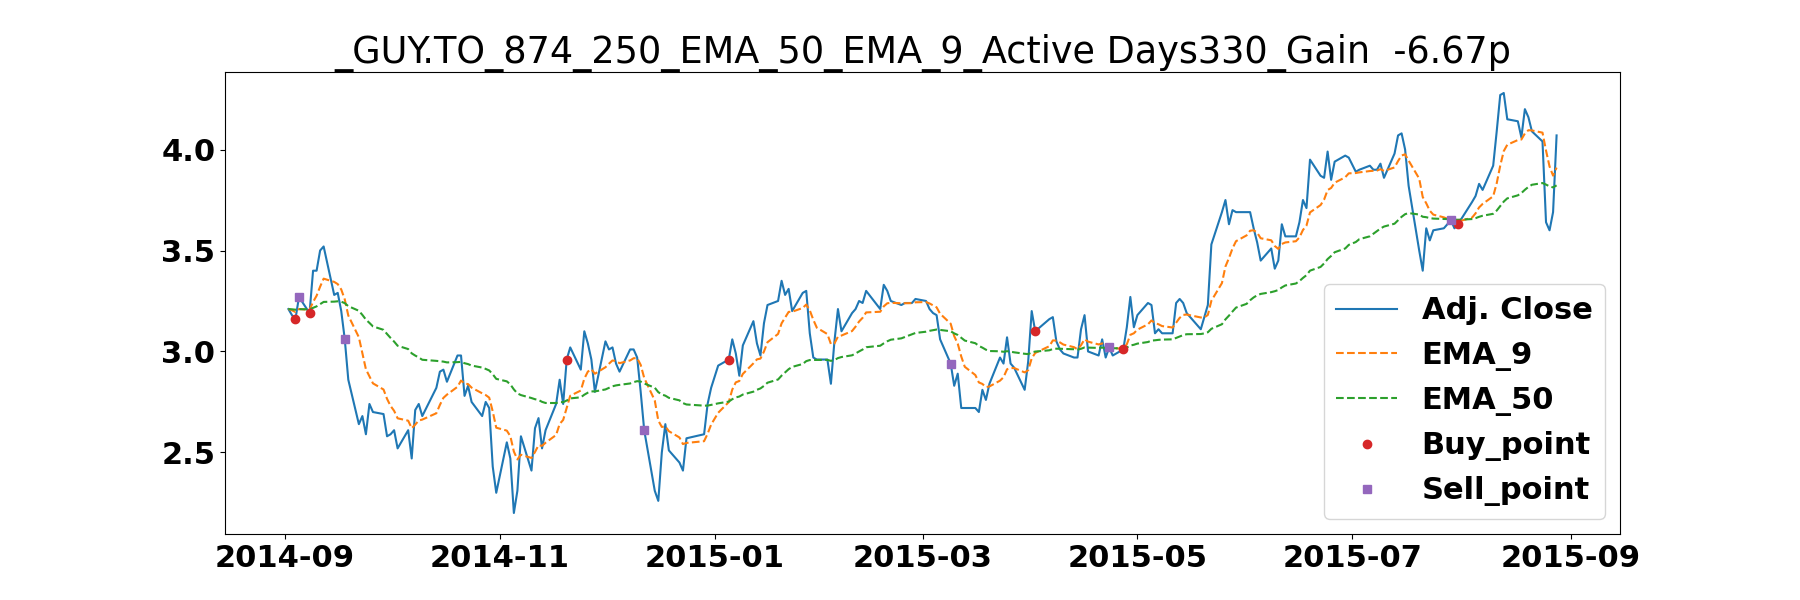 _GUY.TO_874_250_EMA_50_EMA_9_Active Days330_Gain  -6.67p
4.0
3.5
3.0
2.5
Adj. Close
EMA_9
EMA_50
Buy_point
Sell_point
2014-09 2014-11 2015-01 2015-03 2015-05 2015-07 2015-09